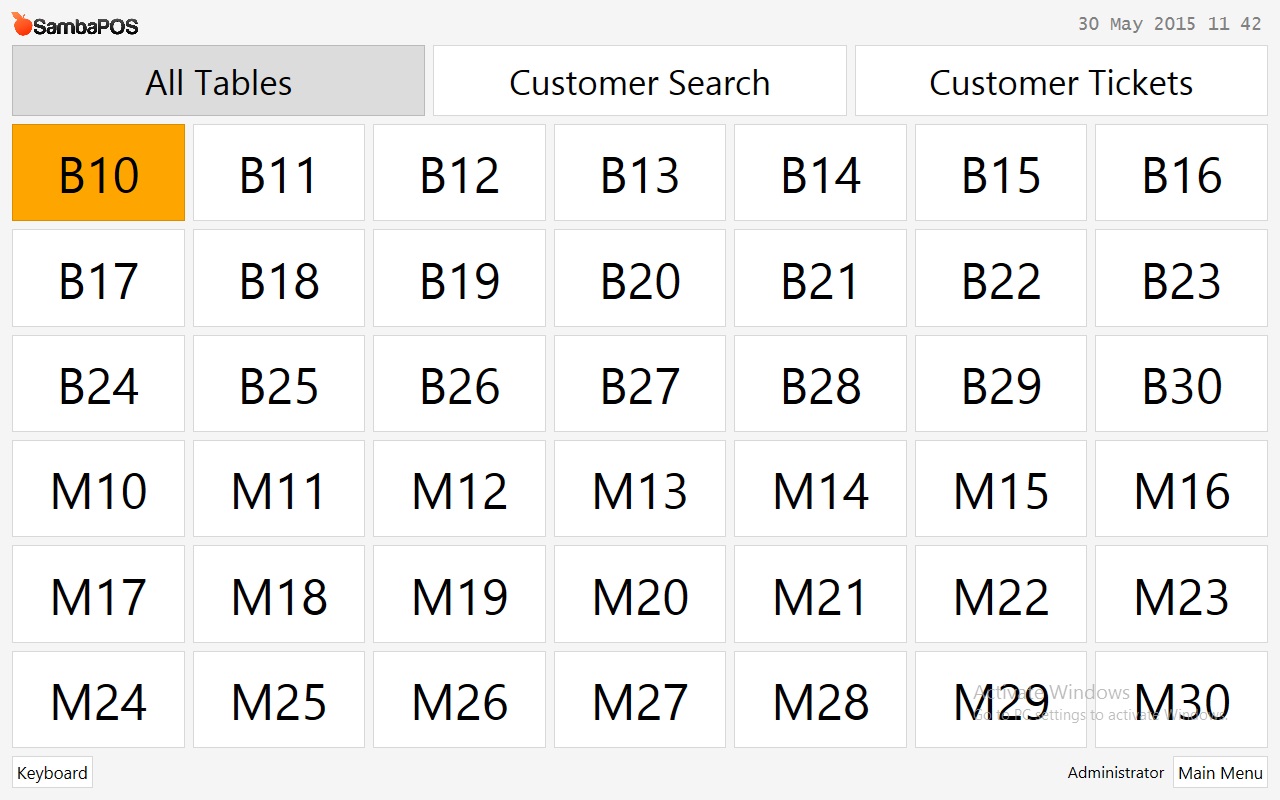 SambaPOS
30 May 2015 11 42
All Tables Customer Search Customer Tickets
B10 B11 B12 B13 B14 B15 B16
B17 B18 B19 B20 B21 B22 B23
B24 B25 B26 B27 B28 B29 B30
M10 M11 M12 M13 M14 M15 M16
M17 M18 M19 M20 M21 M22 M23
M24 M25 M26 M27 M28 M29 M30
Activate Windows
Go to PC settings to activate Windows.
Keyboard Administrator Main Menu